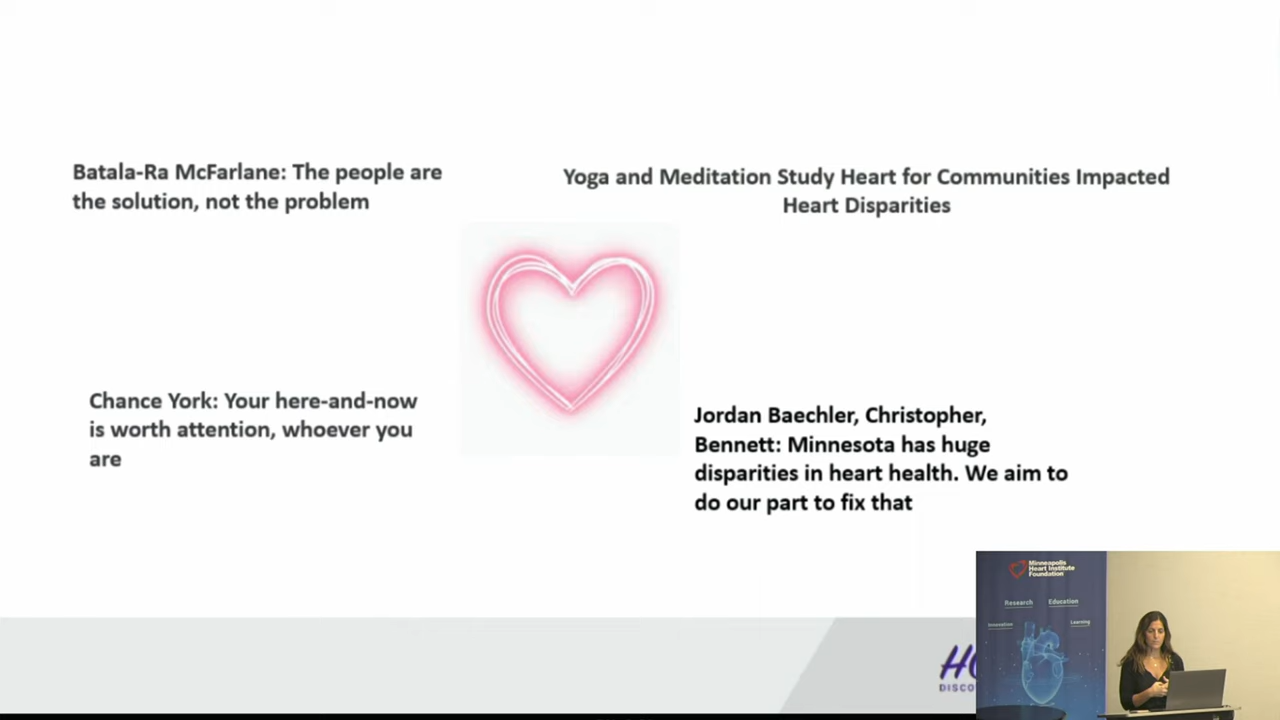 Batala-Ra McFarlane: The people are
the solution, not the problem
Yoga and Meditation Study Heart for Communities Impacted
Heart Disparities
Chance York: Your here-and-now
is worth attention, whoever you
are
Jordan Baechler, Christopher,
Bennett: Minnesota has huge
disparities in heart health. We aim to
do our part to fix that
Minneapolis
Heart Institute
Foundation
Research Education
Innovation Learning